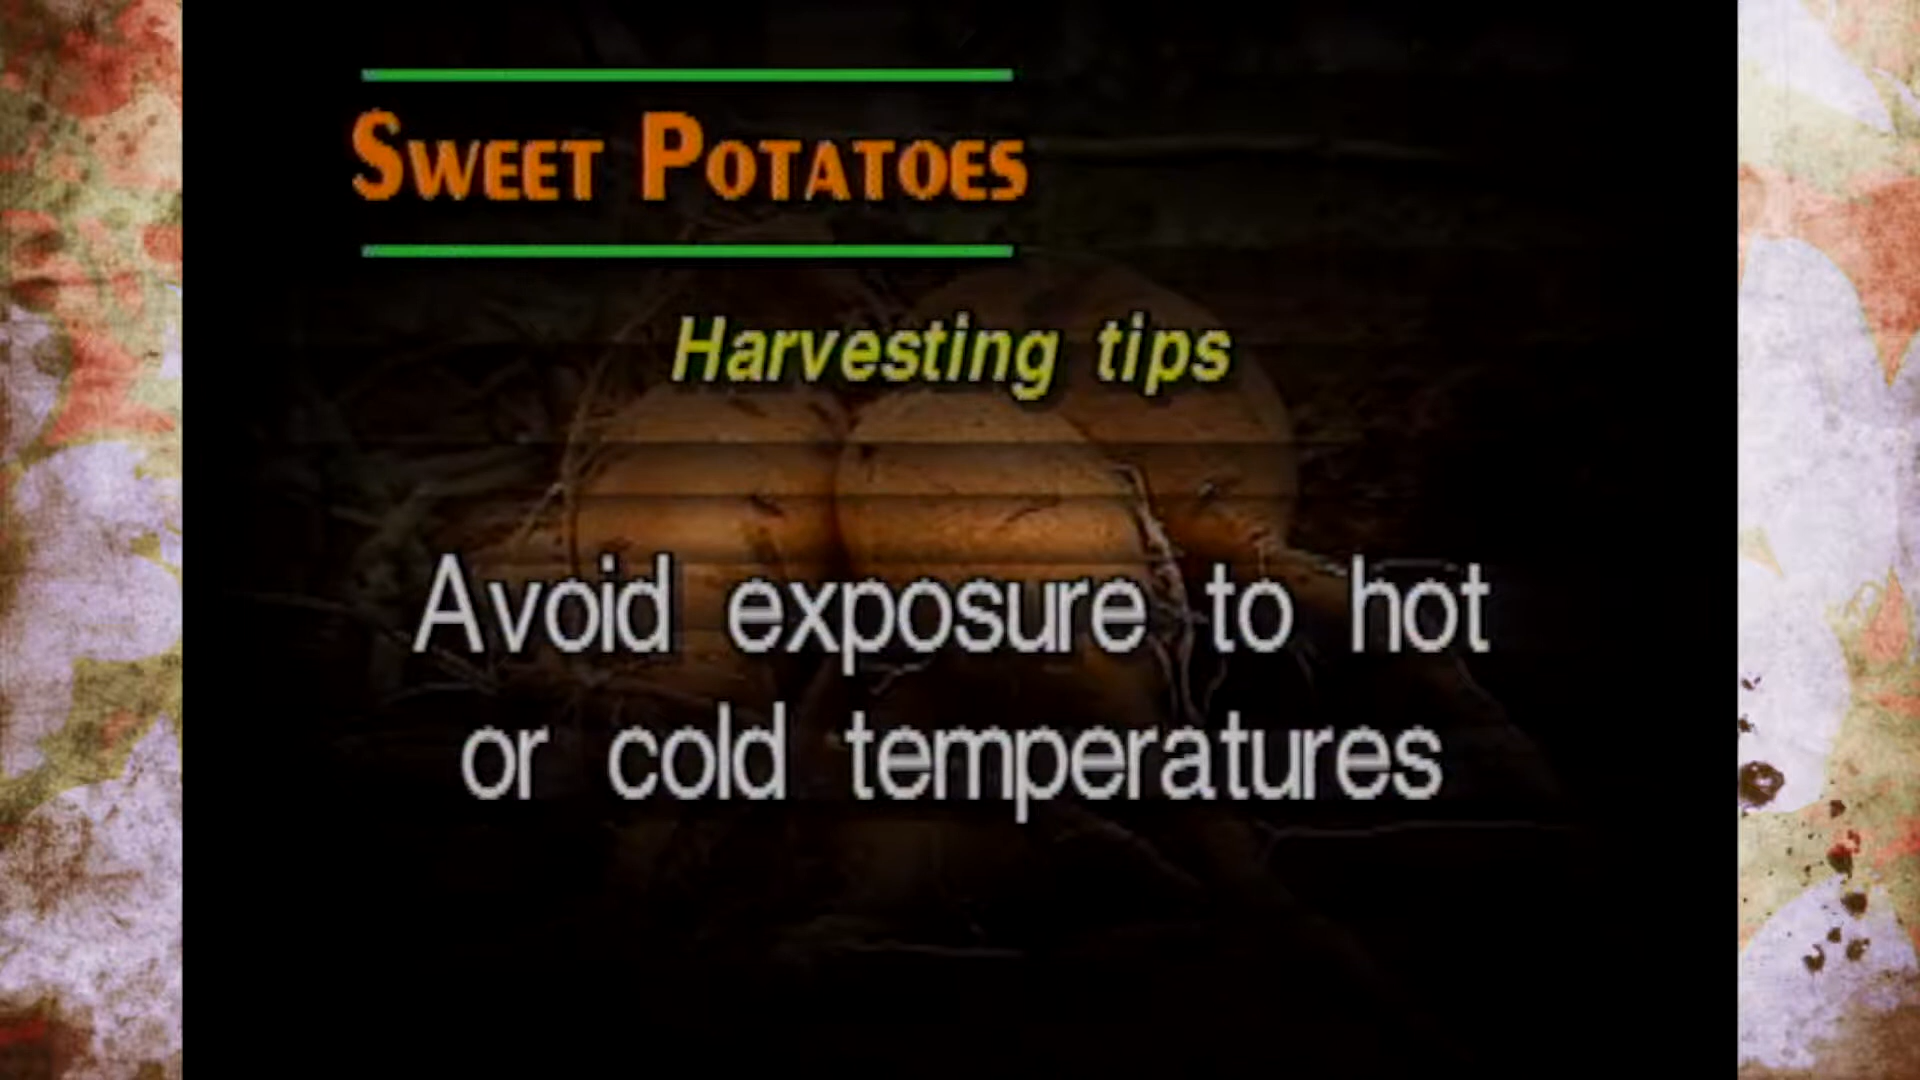 SWEET POTATOES
Harvesting tips
Avoid exposure to hot
or cold temperatures